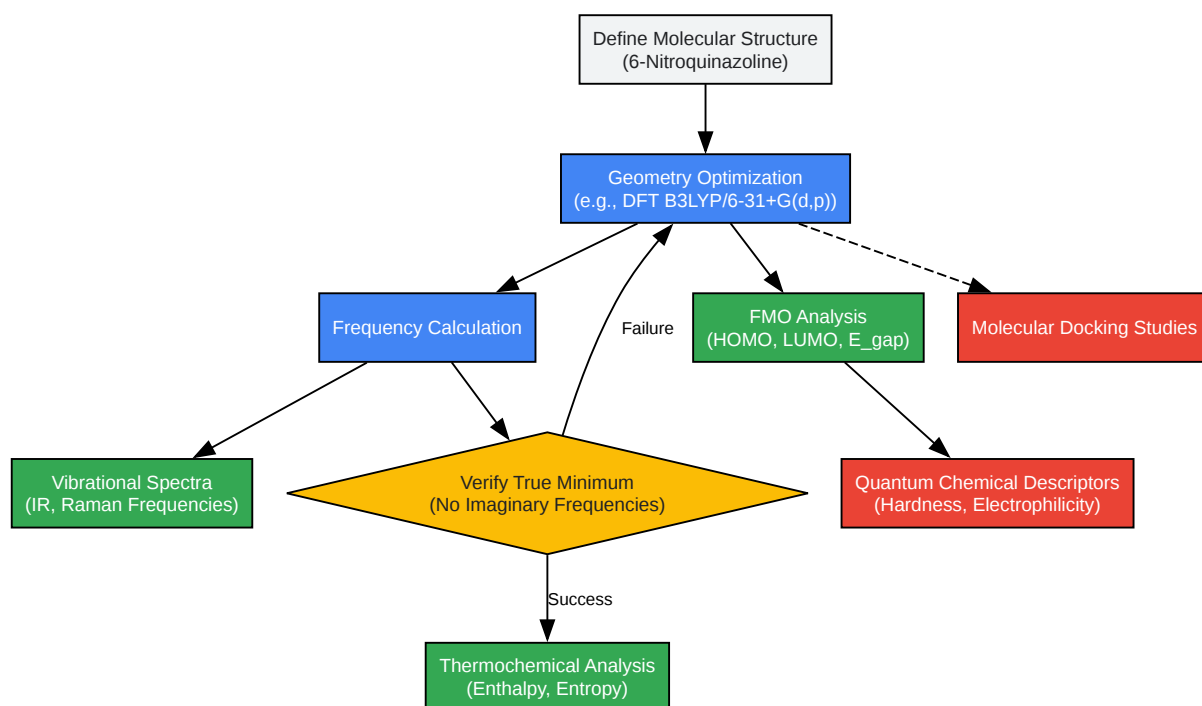 Define Molecular Structure
(6-Nitroquinazoline)
Geometry Optimization
(e.g., DFT B3LYP/6-31+G(d,p))
Frequency Calculation
Failure
FMO Analysis
(HOMO, LUMO, E_gap)
Molecular Docking Studies
Vibrational Spectra
(IR, Raman Frequencies)
Verify True Minimum
(No Imaginary Frequencies)
Quantum Chemical Descriptors
(Hardness, Electrophilicity)
Success
Thermochemical Analysis
(Enthalpy, Entropy)